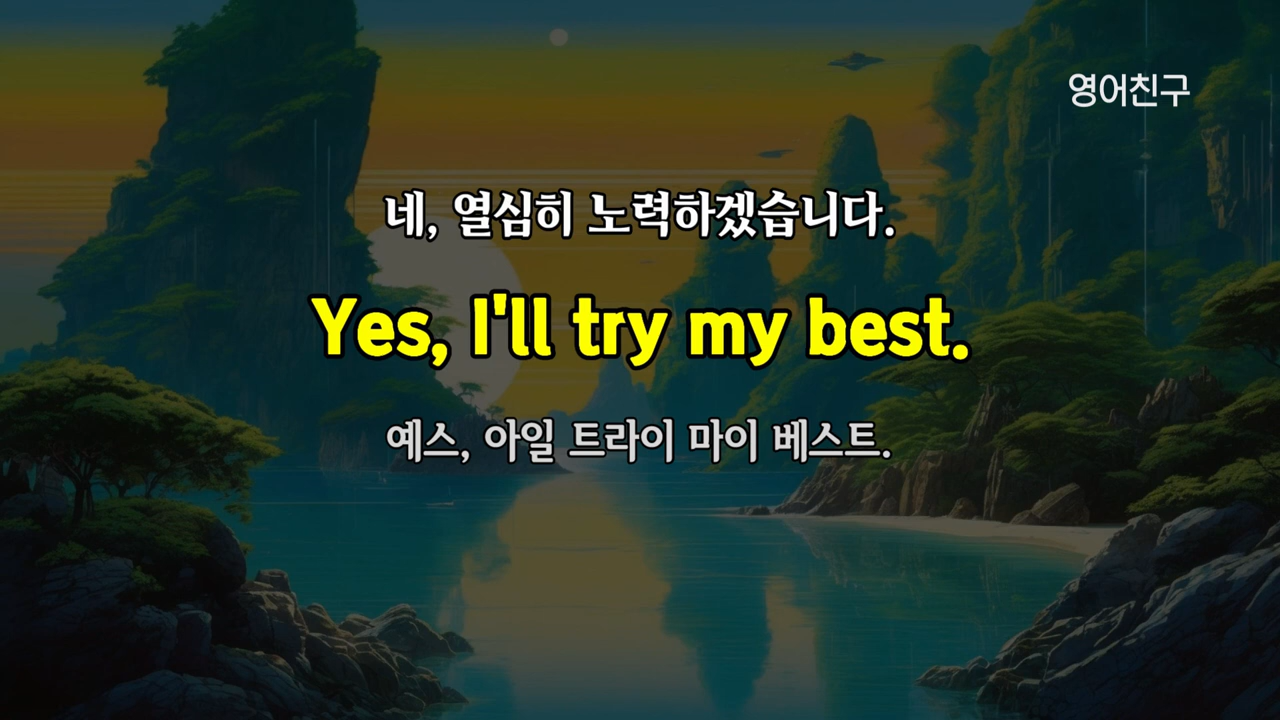 영어친구
네, 열심히 노력하겠습니다.
Yes, I'll try my best.
예스, 아일 트라이 마이 베스트.